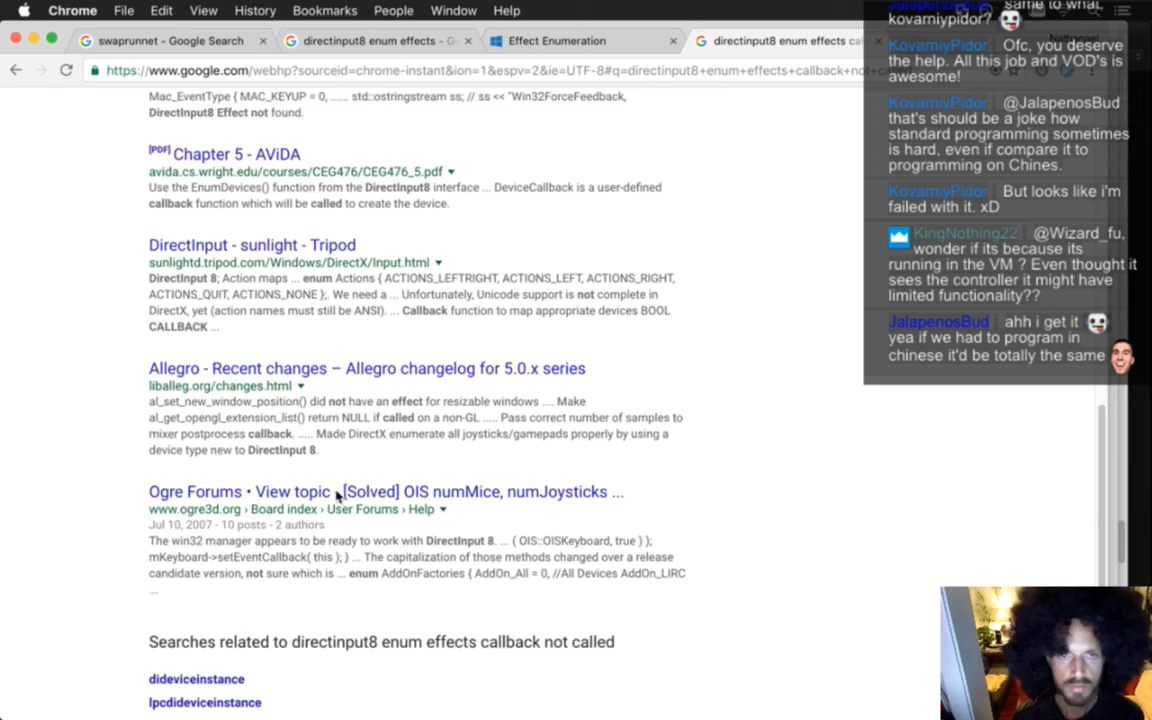 Chrome File Edit View History Bookmarks People Window Help
swaprunnet - Google Search
directinput8 enum effects - G
Effect Enumeration
directinput8 enum effects cal
https://www.google.com/webhp?sourceid=chrome-instant&ion=1&espv=2&ie=UTF-8#q=directinput8+enum+effects+callback+not+c
Mac_EventType { MAC_KEYUP = 0, ...... std::ostringstream ss; // ss << "Win32ForceFeedback,
DirectInput8 Effect not found.
[PDF] Chapter 5 - AViDA
avida.cs.wright.edu/courses/CEG476/CEG476_5.pdf
Use the EnumDevices() function from the DirectInput8 interface ... DeviceCallback is a user-defined
callback function which will be called to create the device.
DirectInput - sunlight - Tripod
sunlightd.tripod.com/Windows/DirectX/Input.html
DirectInput 8; Action maps ... enum Actions { ACTIONS_LEFTRIGHT, ACTIONS_LEFT, ACTIONS_RIGHT,
ACTIONS_QUIT, ACTIONS_NONE };. We need a ... Unfortunately, Unicode support is not complete in
DirectX, yet (action names must still be ANSI). ... Callback function to map appropriate devices BOOL
CALLBACK ...
Allegro - Recent changes – Allegro changelog for 5.0.x series
liballeg.org/changes.html
al_set_new_window_position() did not have an effect for resizable windows .... Make
al_get_opengl_extension_list() return NULL if called on a non-GL ..... Pass correct number of samples to
mixer postprocess callback. ..... Made DirectX enumerate all joysticks/gamepads properly by using a
device type new to DirectInput 8.
Ogre Forums • View topic - [Solved] OIS numMice, numJoysticks ...
www.ogre3d.org › Board index › User Forums › Help
Jul 10, 2007 - 10 posts - 2 authors
The win32 manager appears to be ready to work with DirectInput 8. ... ( OIS::OISKeyboard, true ) );
mKeyboard->setEventCallback( this ); } ... The capitalization of those methods changed over a release
candidate version, not sure which is ... enum AddOnFactories { AddOn_All = 0, //All Devices AddOn_LIRC
...
Searches related to directinput8 enum effects callback not called
dideviceinstance
lpcdideviceinstance
JalapenosBud same to what,
kovarniypidor?
KovarniyPidor Ofc, you deserve
the help. All this job and VOD's is
awesome!
KovarniyPidor @JalapenosBud
that's should be a joke how
standard programming sometimes
is hard, even if compare it to
programming on Chines.
KovarniyPidor But looks like i'm
failed with it. xD
KingNothing22 @Wizard_fu,
wonder if its because its
running in the VM ? Even thought it
sees the controller it might have
limited functionality??
JalapenosBud ahh i get it
yea if we had to program in
chinese it'd be totally the same